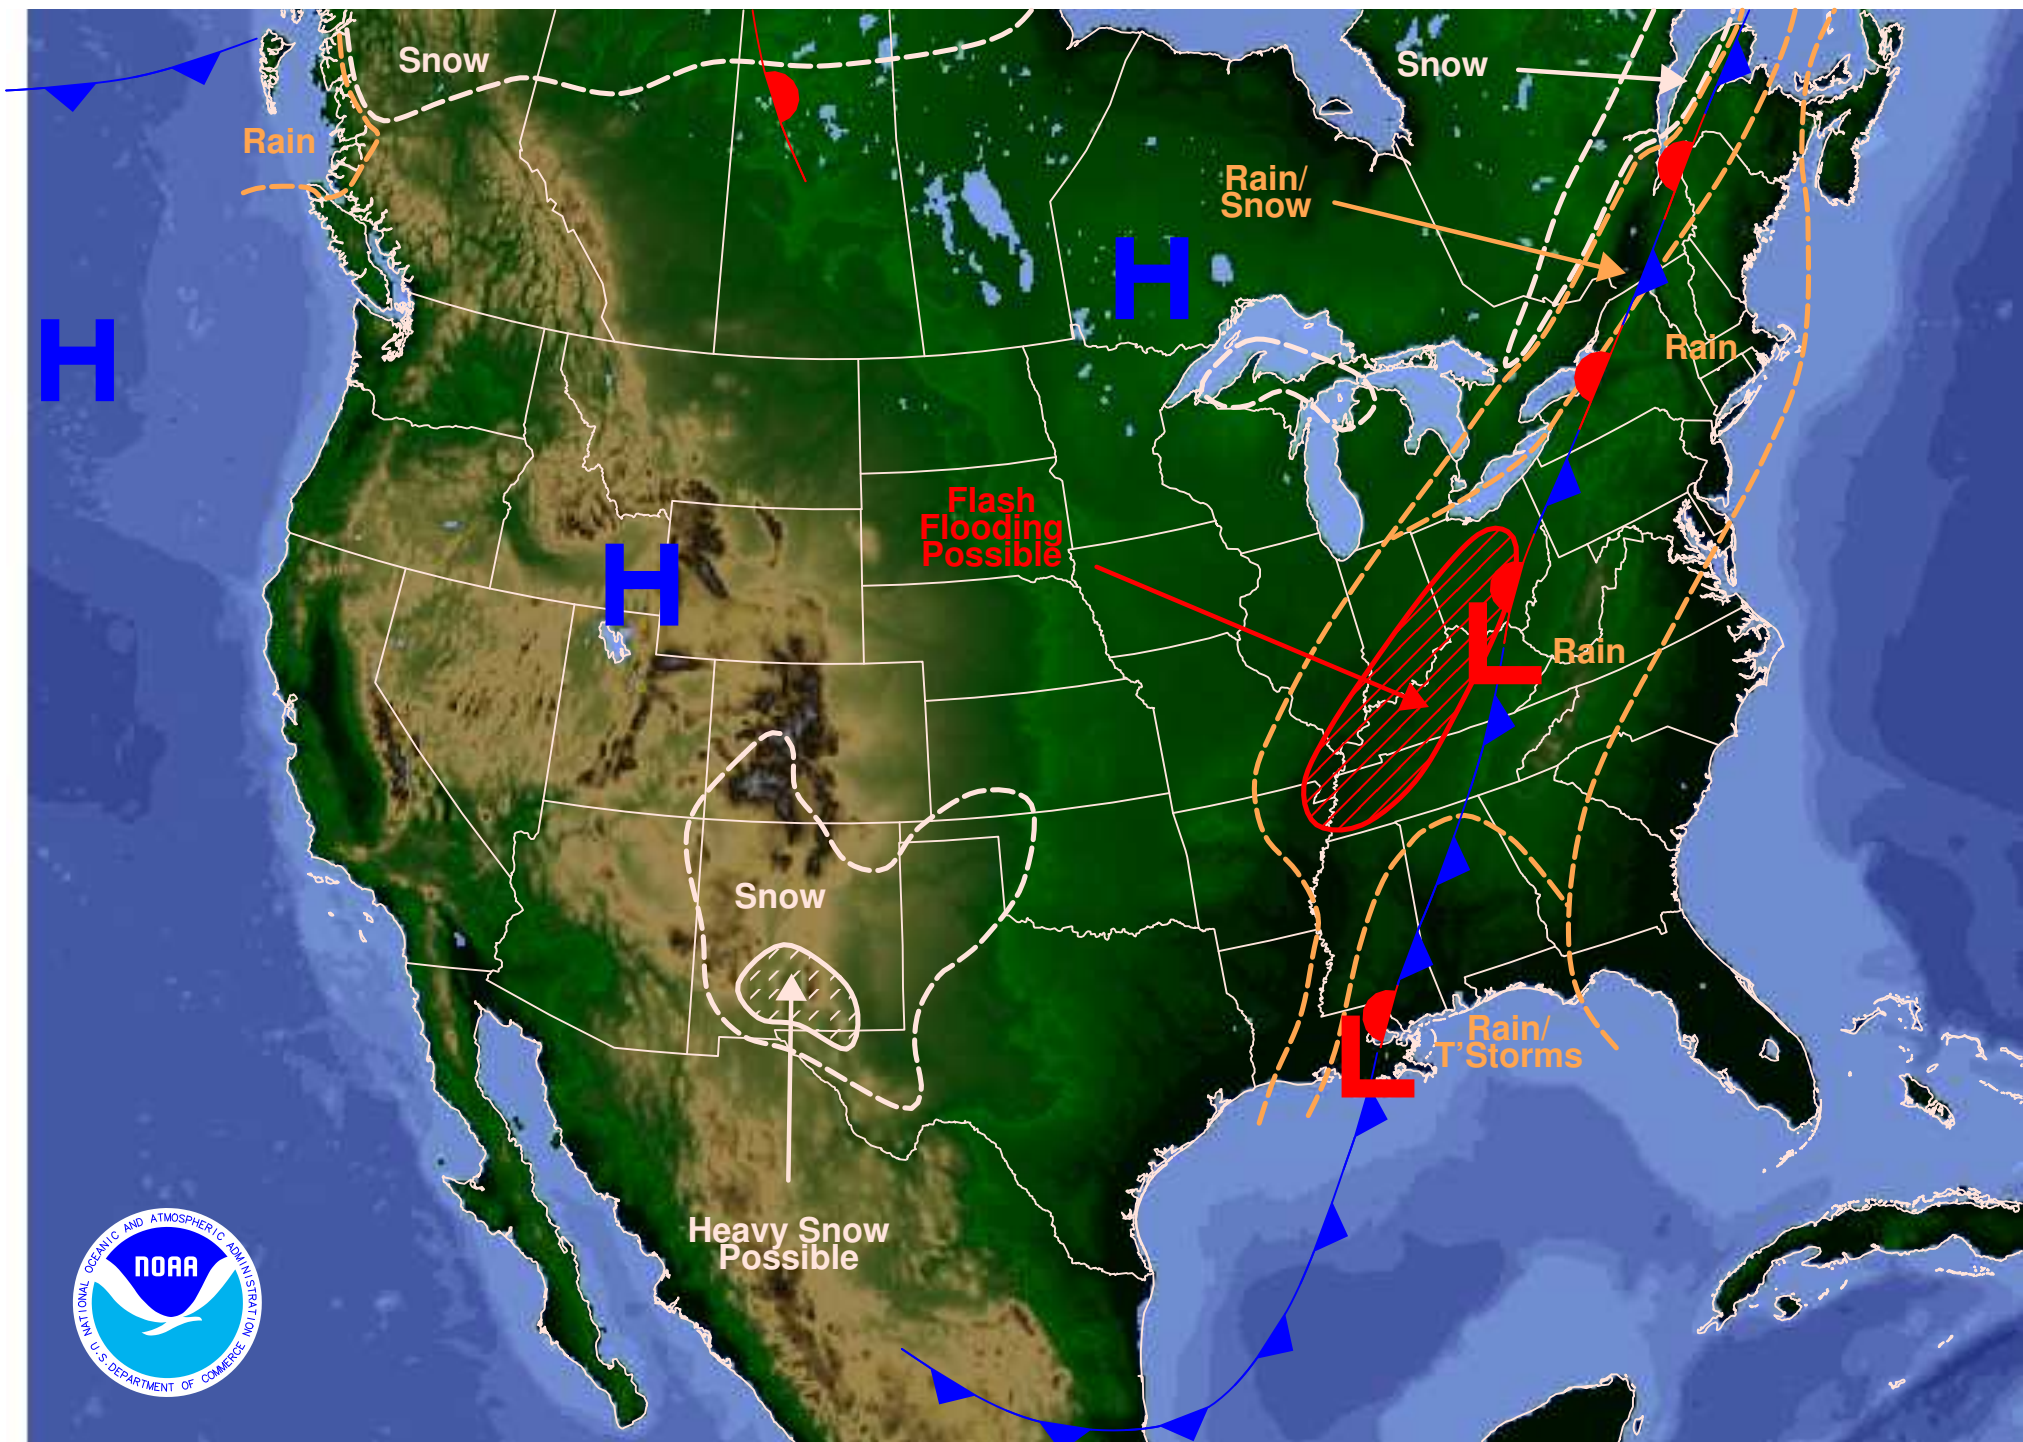 Snow
Snow
Rain
Rain/
Snow
H
H
Rain
Flash
Flooding
Possible
H
L
Rain
Snow
L
Rain/
T'Storms
Heavy Snow
Possible
NATIONAL OCEANIC AND ATMOSPHERIC ADMINISTRATION
NOAA
U.S. DEPARTMENT OF COMMERCE